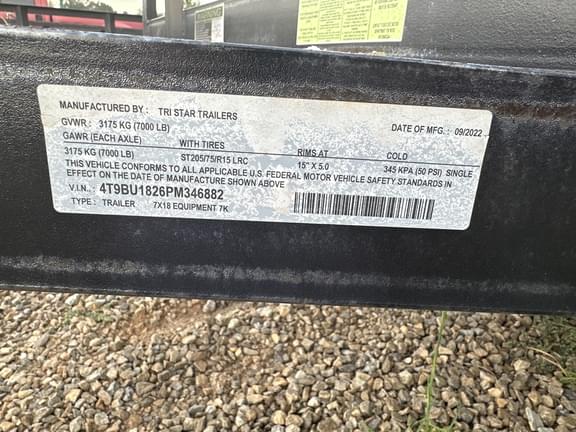 MANUFACTURED BY: TRI STAR TRAILERS
DATE OF MFG.: 09/2022
GVWR: 3175 KG (7000 LB)
GAWR (EACH AXLE) WITH TIRES RIMS AT COLD
3175 KG (7000 LB) ST205/75/R15 LRC 15" X 5.0 345 KPA (50 PSI) SINGLE
THIS VEHICLE CONFORMS TO ALL APPLICABLE U.S. FEDERAL MOTOR VEHICLE SAFETY STANDARDS IN
EFFECT ON THE DATE OF MANUFACTURE SHOWN ABOVE
V.I.N.: 4T9BU1826PM346882
TYPE: TRAILER 7X18 EQUIPMENT 7K